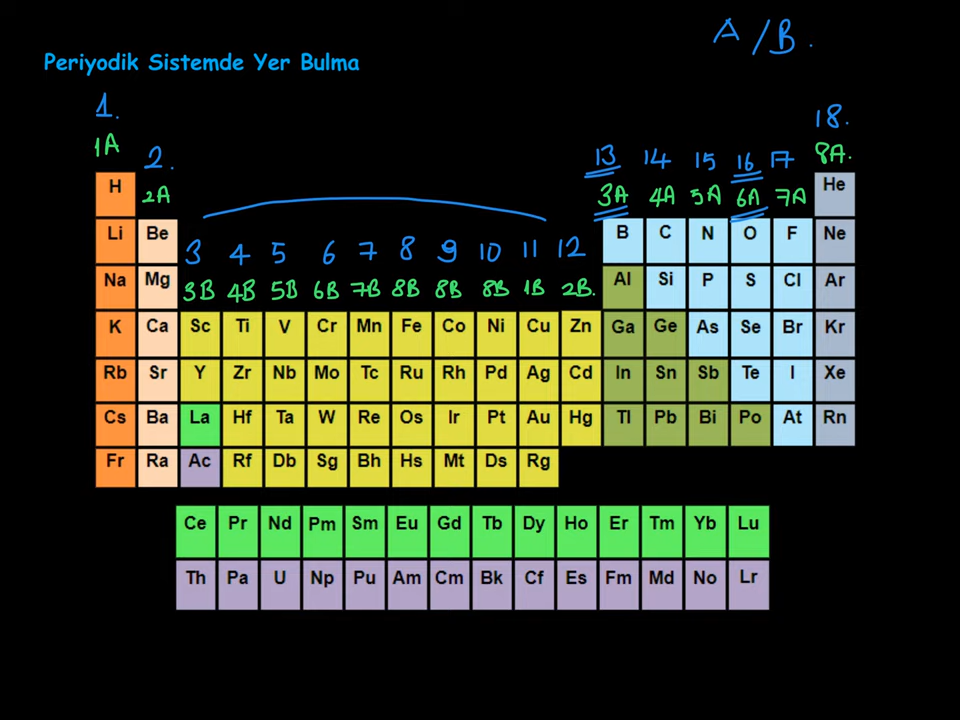 A/B.
Periyodik Sistemde Yer Bulma
1. 18.
1A 2. 13 14 15 16 17 8A.
H 2A 3A 4A 5A 6A 7A He
Li Be 3 4 5 6 7 8 9 10 11 12 B C N O F Ne
Na Mg 3B 4B 5B 6B 7B 8B 8B 8B 1B 2B. Al Si P S Cl Ar
K Ca Sc Ti V Cr Mn Fe Co Ni Cu Zn Ga Ge As Se Br Kr
Rb Sr Y Zr Nb Mo Tc Ru Rh Pd Ag Cd In Sn Sb Te I Xe
Cs Ba La Hf Ta W Re Os Ir Pt Au Hg Tl Pb Bi Po At Rn
Fr Ra Ac Rf Db Sg Bh Hs Mt Ds Rg
Ce Pr Nd Pm Sm Eu Gd Tb Dy Ho Er Tm Yb Lu
Th Pa U Np Pu Am Cm Bk Cf Es Fm Md No Lr